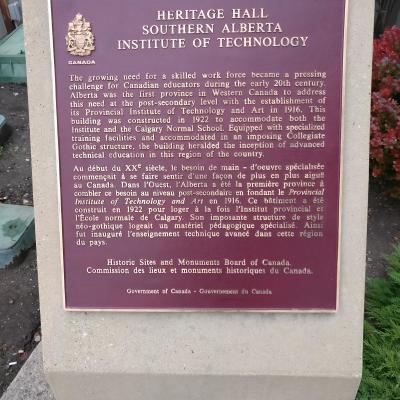 HERITAGE HALL
SOUTHERN ALBERTA
INSTITUTE OF TECHNOLOGY
CANADA
The growing need for a skilled work force became a pressing
challenge for Canadian educators during the early 20th century.
Alberta was the first province in Western Canada to address
this need at the post-secondary level with the establishment of
its Provincial Institute of Technology and Art in 1916. This
building was constructed in 1922 to accommodate both the
Institute and the Calgary Normal School. Equipped with specialized
training facilities and accommodated in an imposing Collegiate
Gothic structure, the building heralded the inception of advanced
technical education in this region of the country.
Au début du XXe siècle, le besoin de main-d'oeuvre spécialisée
commençait à se faire sentir d'une façon de plus en plus aiguë
au Canada. Dans l'Ouest, l'Alberta a été la première province à
combler ce besoin au niveau post-secondaire en fondant le Provincial
Institute of Technology and Art en 1916. Ce bâtiment a été
construit en 1922 pour loger à la fois l'Institut provincial et
l'École normale de Calgary. Son imposante structure de style
néo-gothique logeait un matériel pédagogique spécialisé. Ainsi
fut inauguré l'enseignement technique avancé dans cette région
du pays.
Historic Sites and Monuments Board of Canada.
Commission des lieux et monuments historiques du Canada.
Government of Canada - Gouvernement du Canada